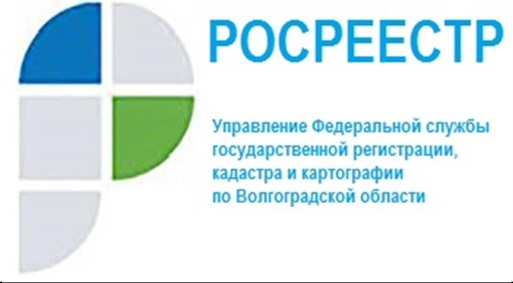 РОСРЕЕСТР
Управление Федеральной службы
государственной регистрации,
кадастра и картографии
по Волгоградской области